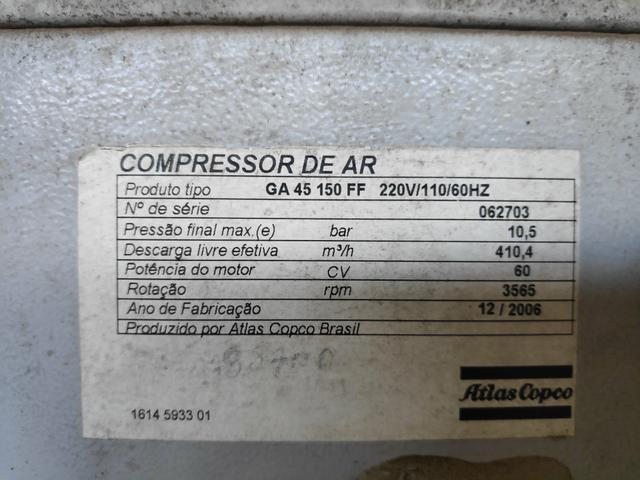 COMPRESSOR DE AR
Produto tipo GA 45 150 FF 220V/110/60HZ
Nº de série 062703
Pressão final max.(e) bar 10,5
Descarga livre efetiva m³/h 410,4
Potência do motor CV 60
Rotação rpm 3565
Ano de Fabricação 12 / 2006
Produzido por Atlas Copco Brasil
Atlas Copco
1614 5933 01